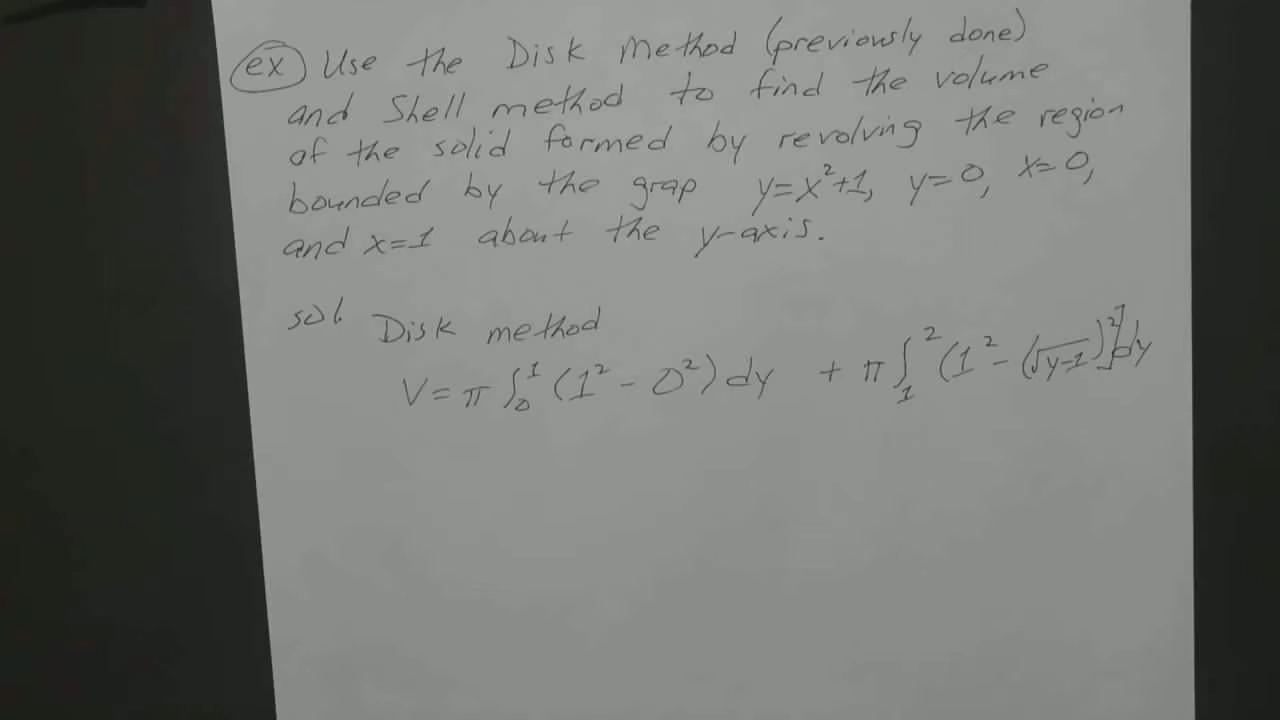 ex Use the Disk Method (previously done)
and Shell method to find the volume
of the solid formed by revolving the region
bounded by the grap y=x²+1, y=0, x=0,
and x=1 about the y-axis.
sol. Disk method
V=π∫₀¹(1²-0²)dy + π∫₁²(1²-(√y-1)²]dy